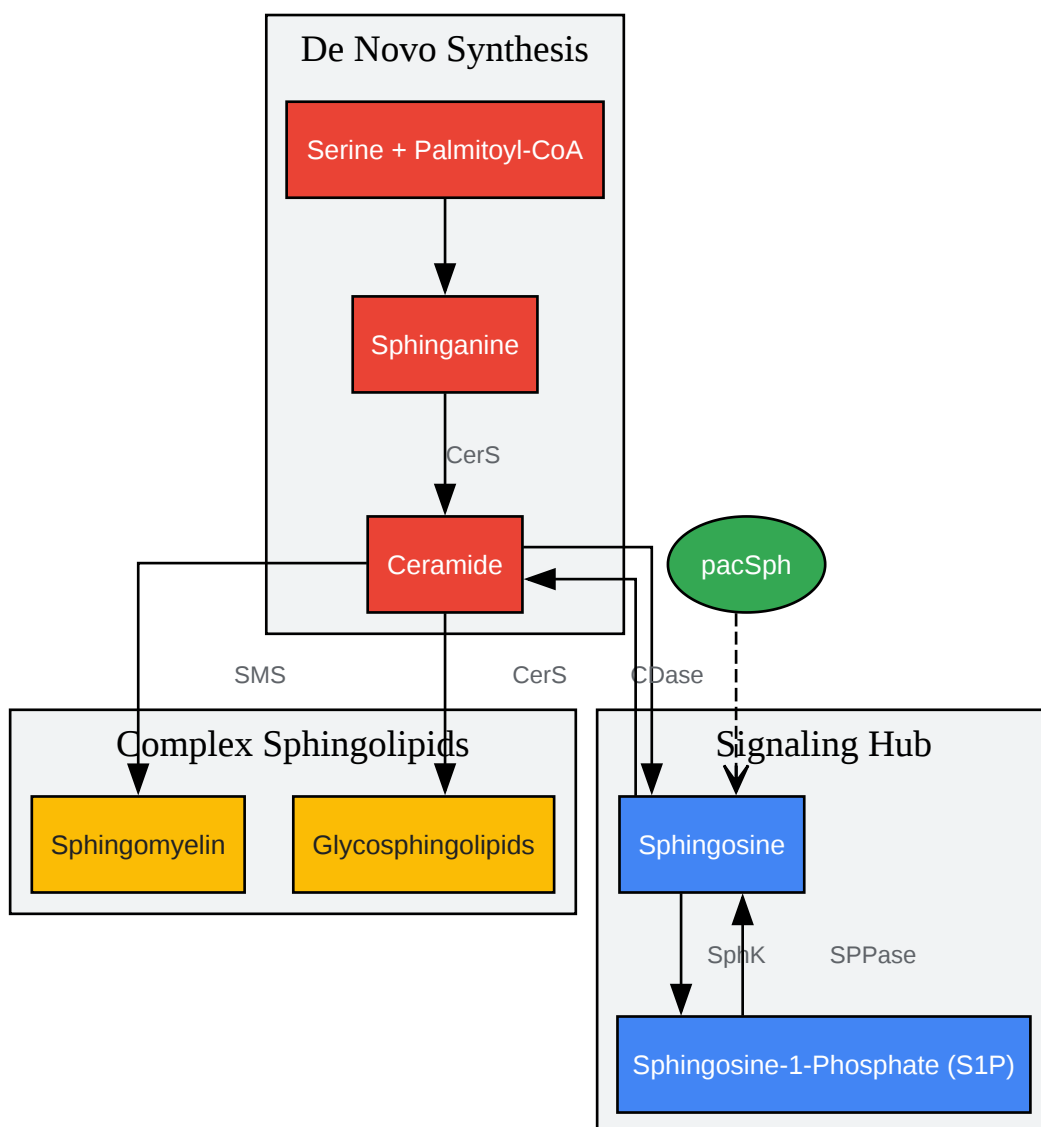 De Novo Synthesis
Serine + Palmitoyl-CoA
Sphinganine
CerS
Ceramide
pacSph
SMS
CerS
CDase
Complex Sphingolipids
Signaling Hub
Sphingomyelin
Glycosphingolipids
Sphingosine
SphK
SPPase
Sphingosine-1-Phosphate (S1P)